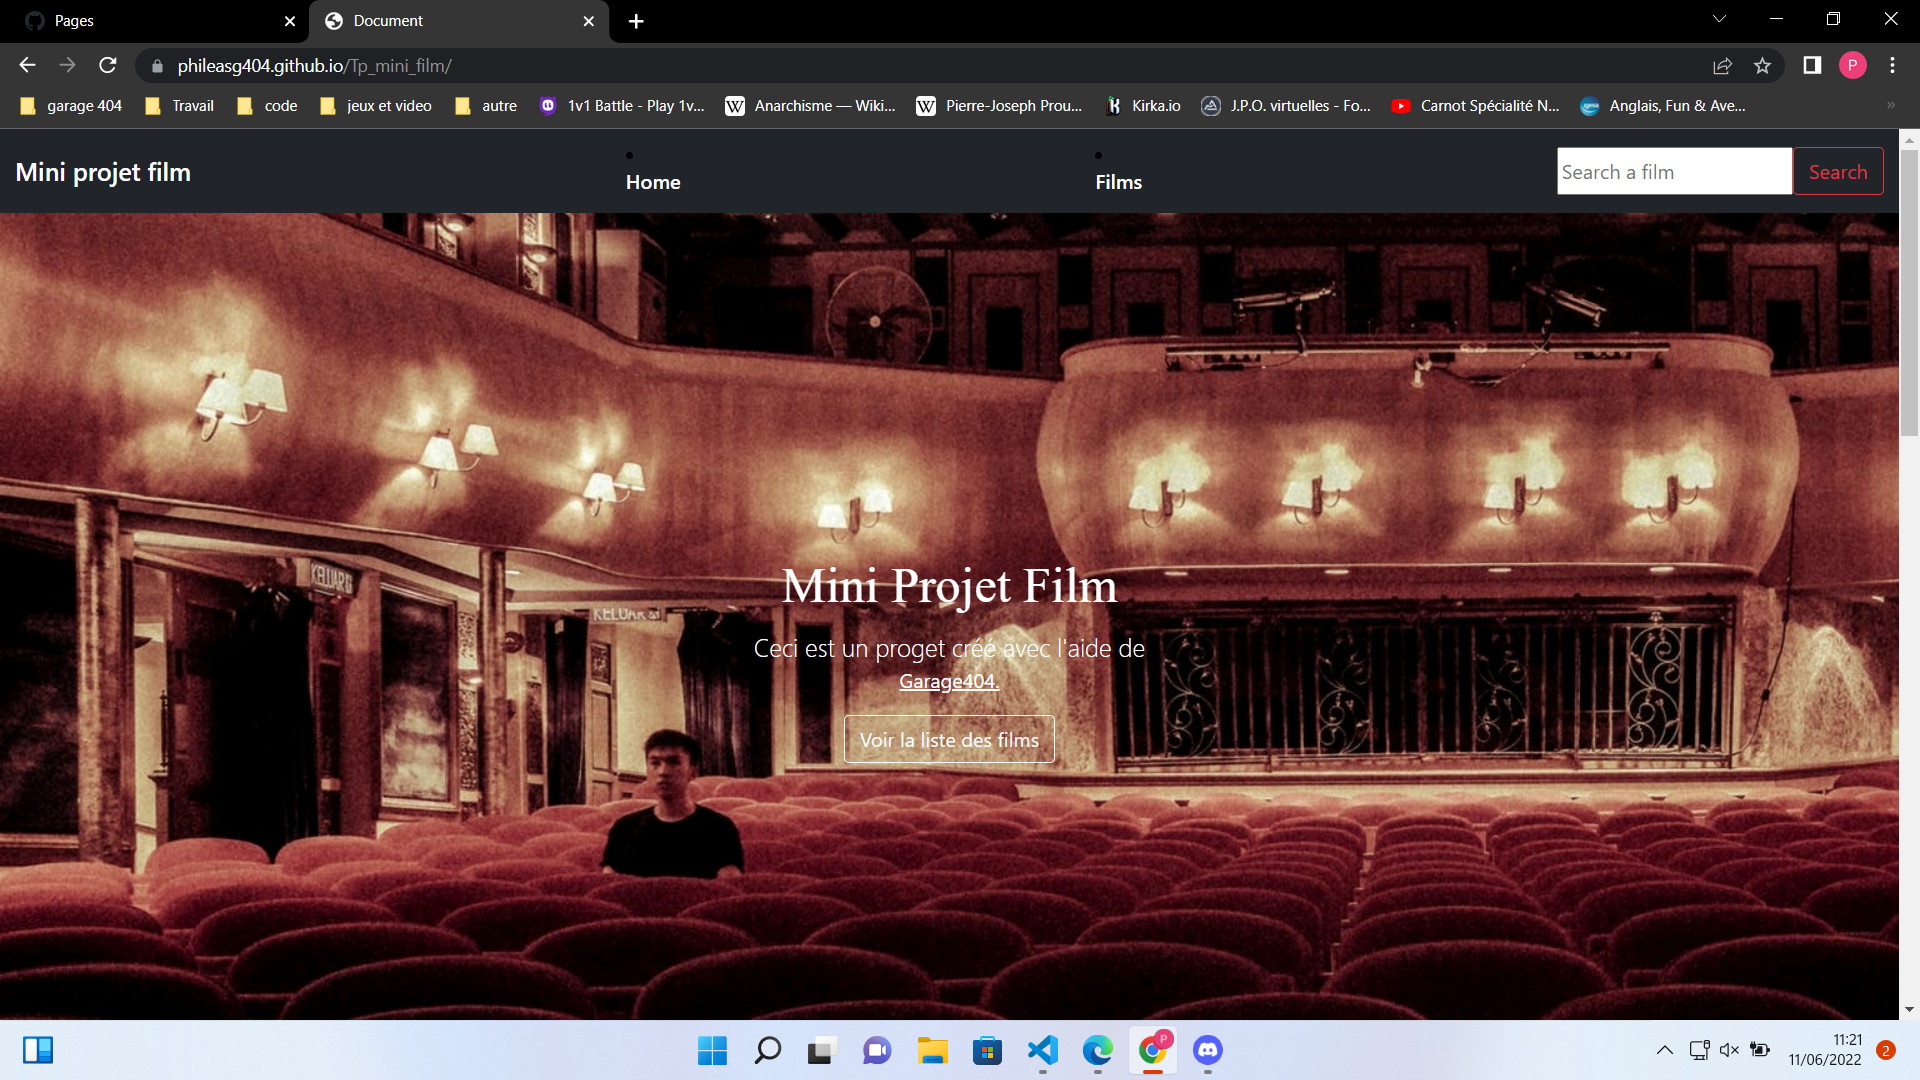 Pages
Document
phileasg404.github.io/Tp_mini_film/
P
garage 404
Travail
code
jeux et video
autre
1v1 Battle - Play 1v...
W
Anarchisme — Wiki...
W
Pierre-Joseph Prou...
Kirka.io
J.P.O. virtuelles - Fo...
Carnot Spécialité N...
Anglais, Fun & Ave...
»
Mini projet film
Home
Films
Search a film
Search
KELUAR
KELUAR
Mini Projet Film
Ceci est un proget créé avec l'aide de
Garage404.
Voir la liste des films
P
11:21
11/06/2022
2